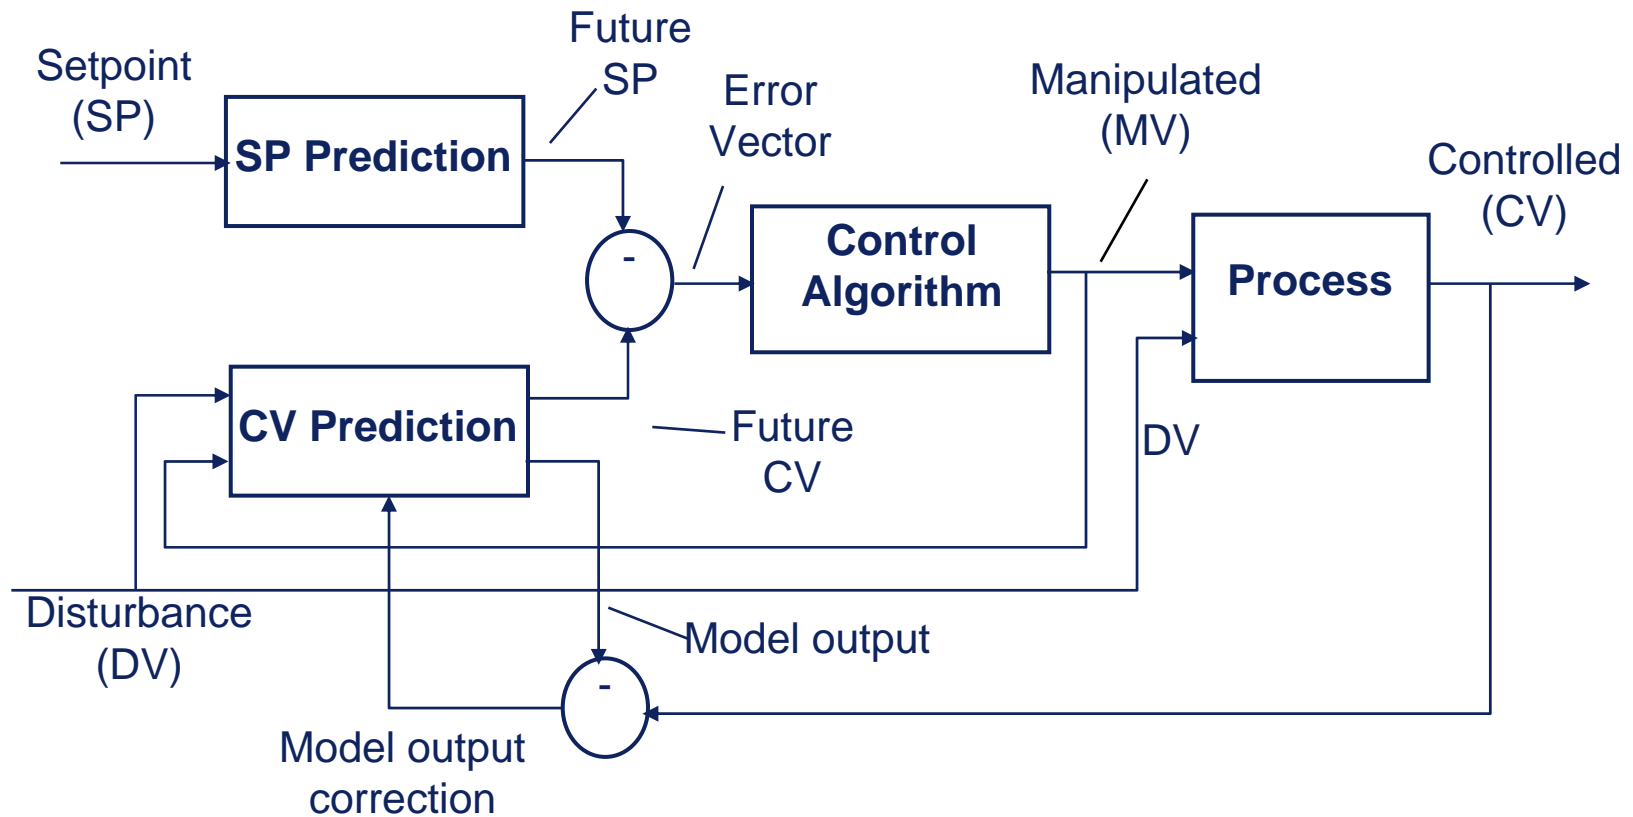 Future
SP
Setpoint
(SP)
SP Prediction
Error
Vector
Manipulated
(MV)
Controlled
(CV)
-
Control
Algorithm
Process
CV Prediction
Future
CV
DV
Disturbance
(DV)
Model output
-
Model output
correction